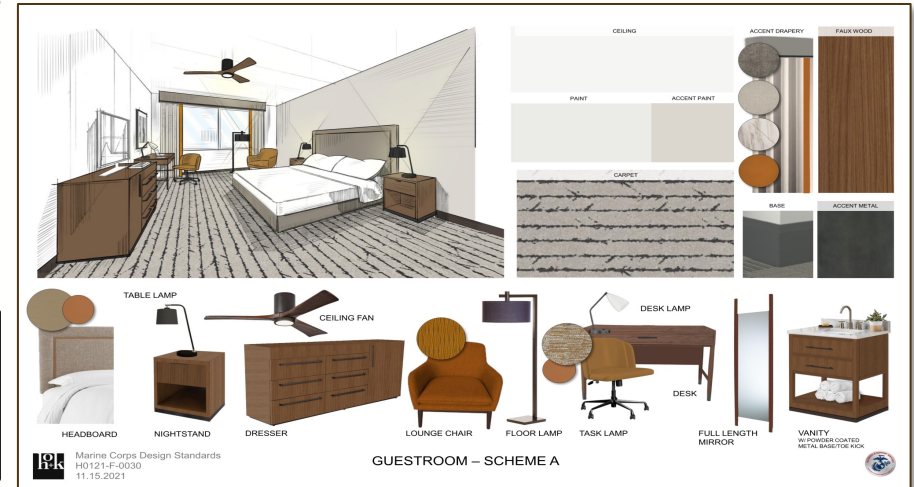 CEILING
ACCENT DRAPERY
FAUX WOOD
PAINT
ACCENT PAINT
CARPET
BASE
ACCENT METAL
TABLE LAMP
CEILING FAN
DESK LAMP
DESK
HEADBOARD
NIGHTSTAND
DRESSER
LOUNGE CHAIR
FLOOR LAMP
TASK LAMP
FULL LENGTH
MIRROR
VANITY
W/ POWDER COATED
METAL BASE/TOE KICK
hok
Marine Corps Design Standards
H0121-F-0030
11.15.2021
GUESTROOM – SCHEME A